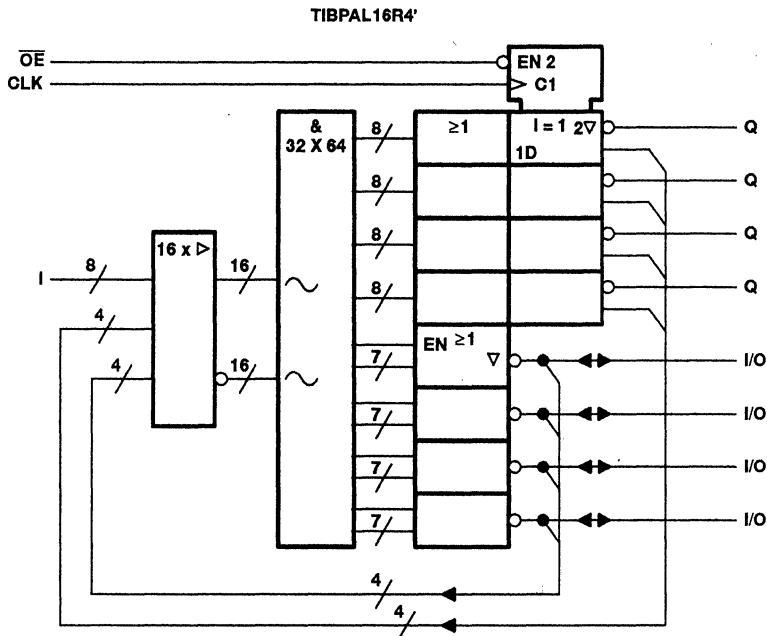 TIBPAL16R4'
OE
CLK
EN 2
C1
&
32 X 64
8
≥1
I = 1 2▽
1D
Q
8
Q
8
Q
8
Q
16 x ▷
I
8
16
4
4
16
EN ≥1
▽
7
I/O
7
I/O
7
I/O
7
I/O
4
4